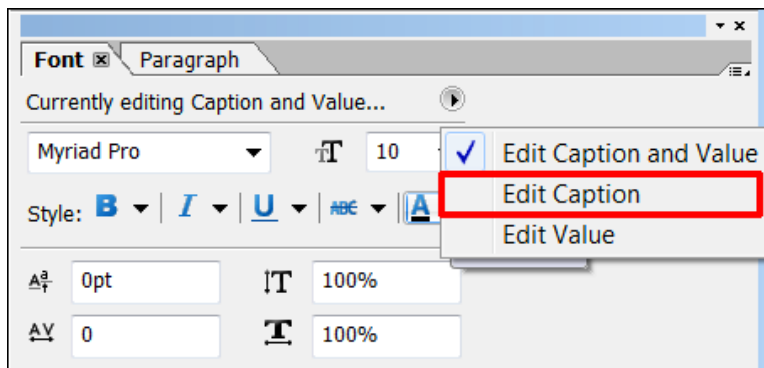 Font Paragraph
Currently editing Caption and Value...
Myriad Pro 10
Edit Caption and Value
Edit Caption
Edit Value
Style: B I U ABC A
0pt 100%
0 100%